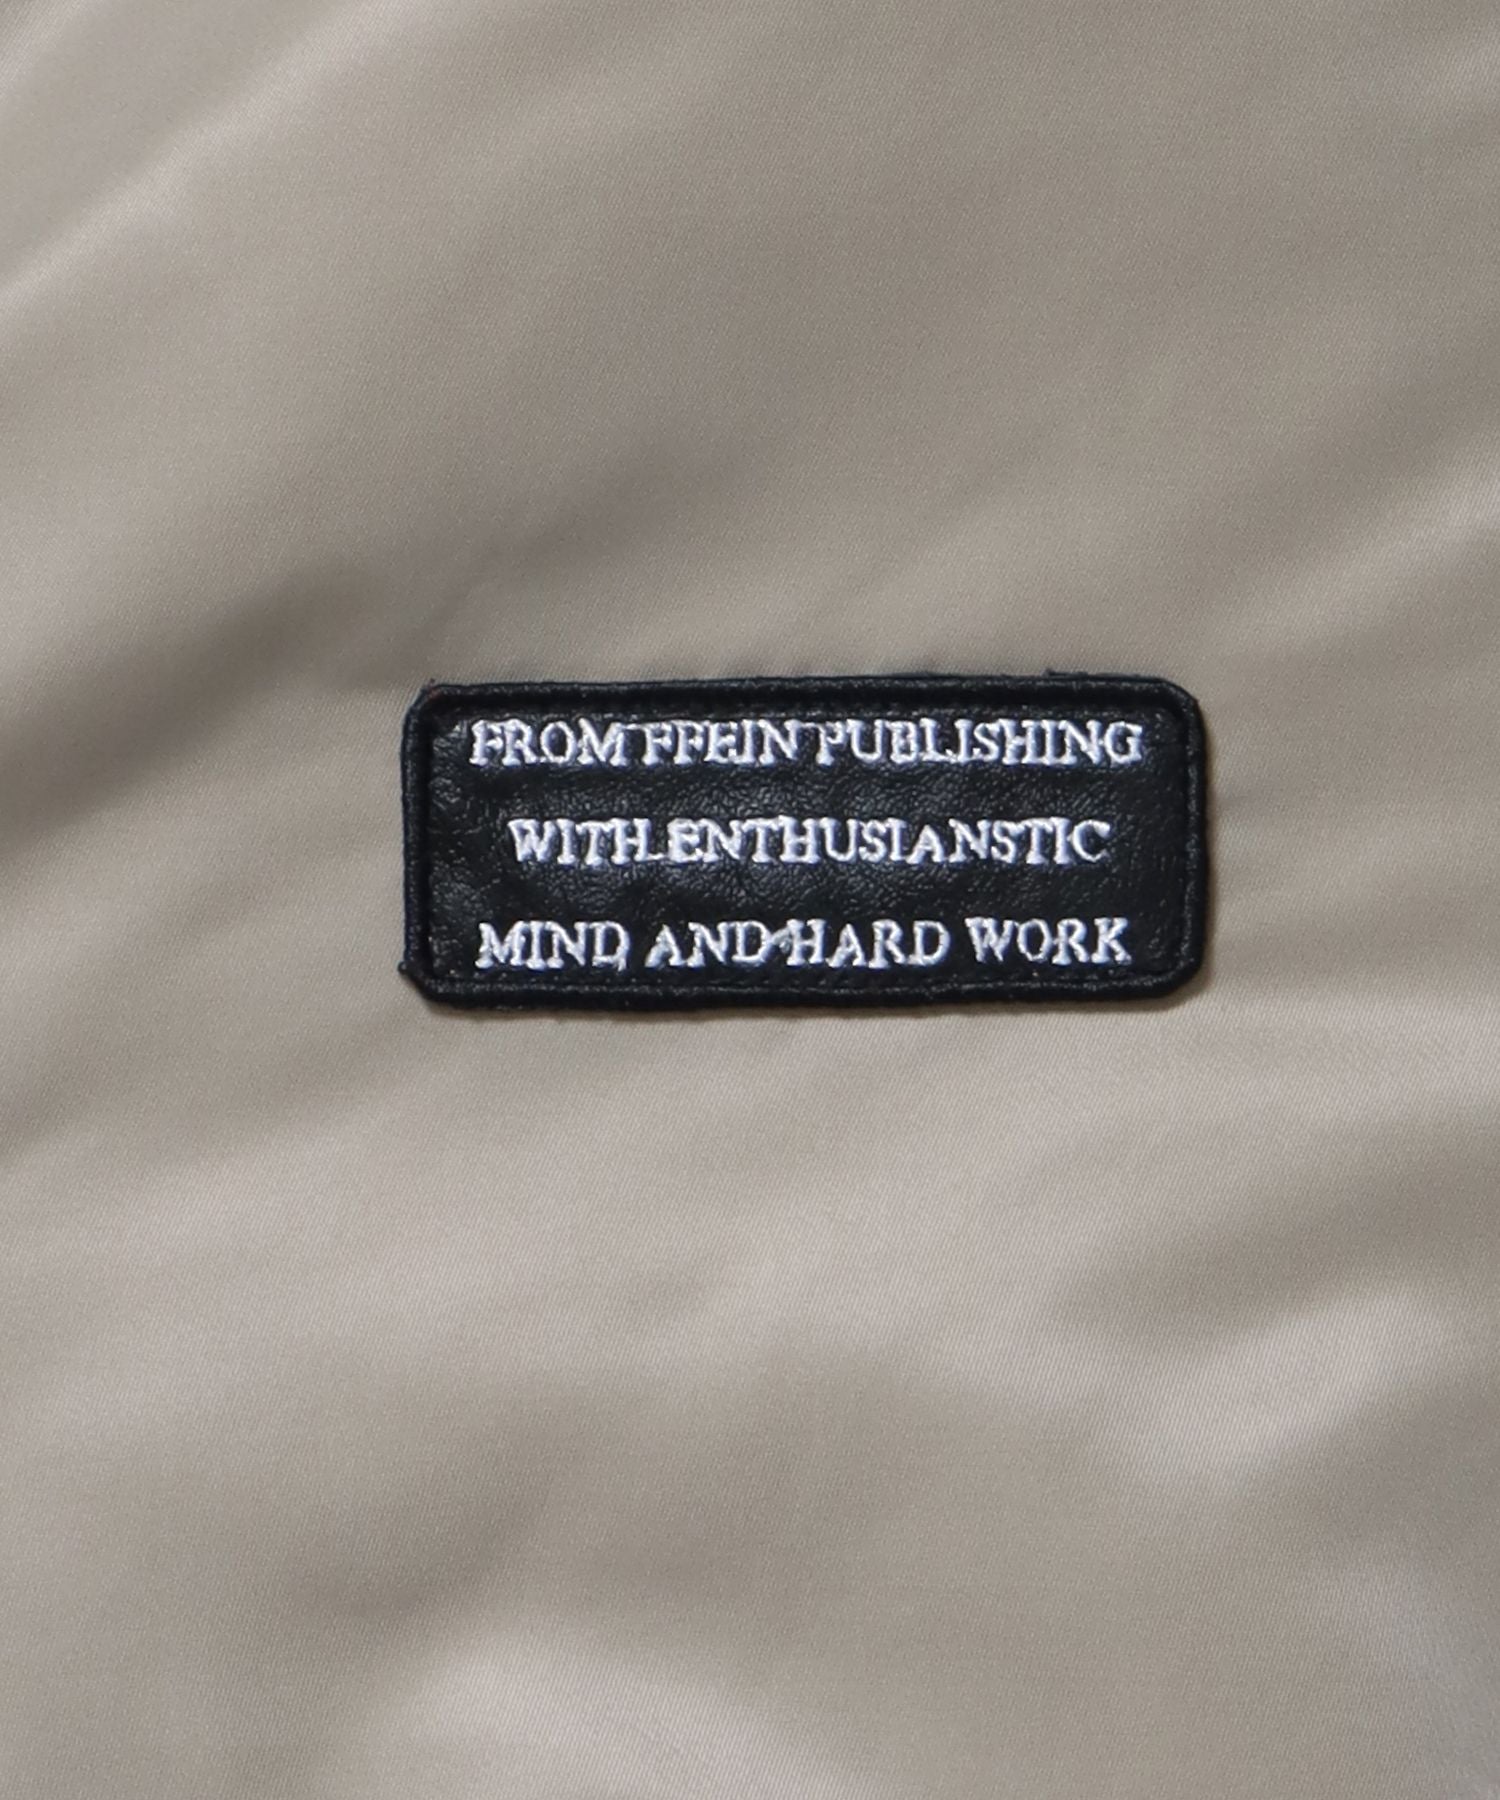 FROM FFEIN PUBLISHING
WITH ENTHUSIANSTIC
MIND AND HARD WORK